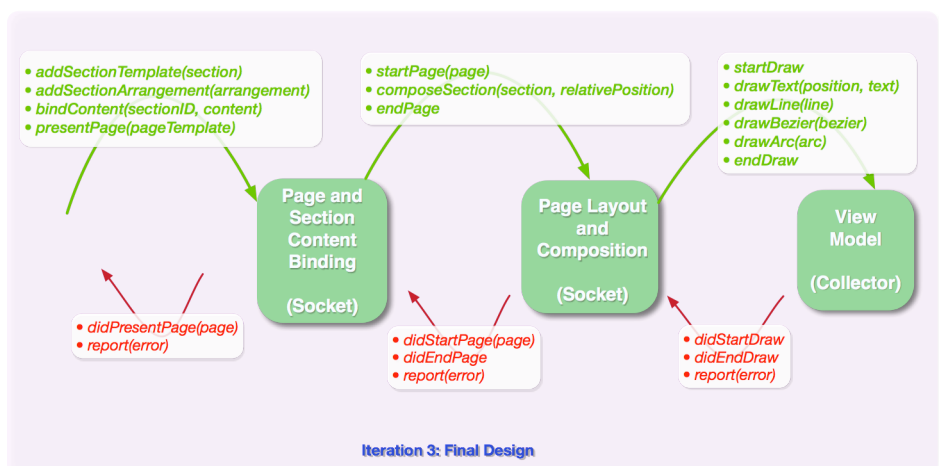 • addSectionTemplate(section)
• addSectionArrangement(arrangement)
• bindContent(sectionID, content)
• presentPage(pageTemplate)
• startPage(page)
• composeSection(section, relativePosition)
• endPage
• startDraw
• drawText(position, text)
• drawLine(line)
• drawBezier(bezier)
• drawArc(arc)
• endDraw
Page and
Section
Content
Binding
(Socket)
Page Layout
and
Composition
(Socket)
View
Model
(Collector)
• didPresentPage(page)
• report(error)
• didStartPage(page)
• didEndPage
• report(error)
• didStartDraw
• didEndDraw
• report(error)
Iteration 3: Final Design